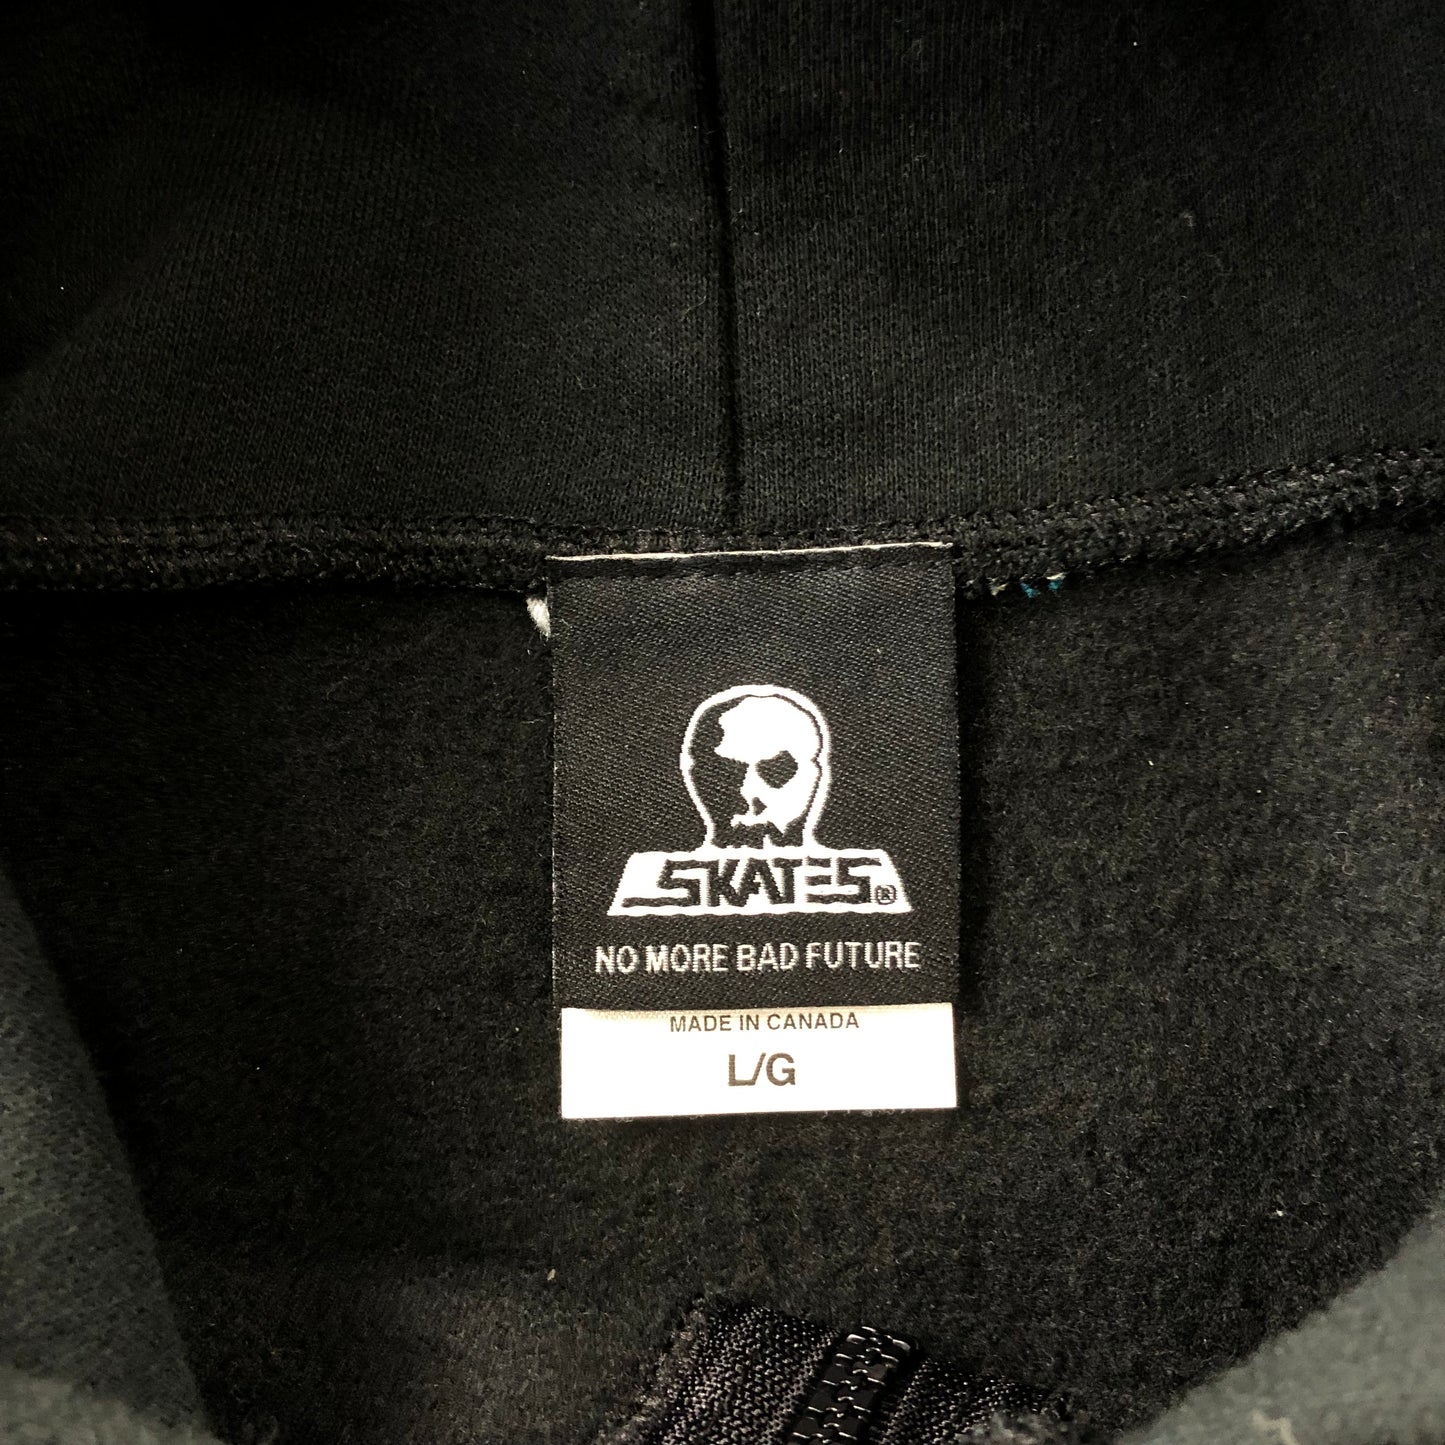 SKATES®
NO MORE BAD FUTURE
MADE IN CANADA
L/G